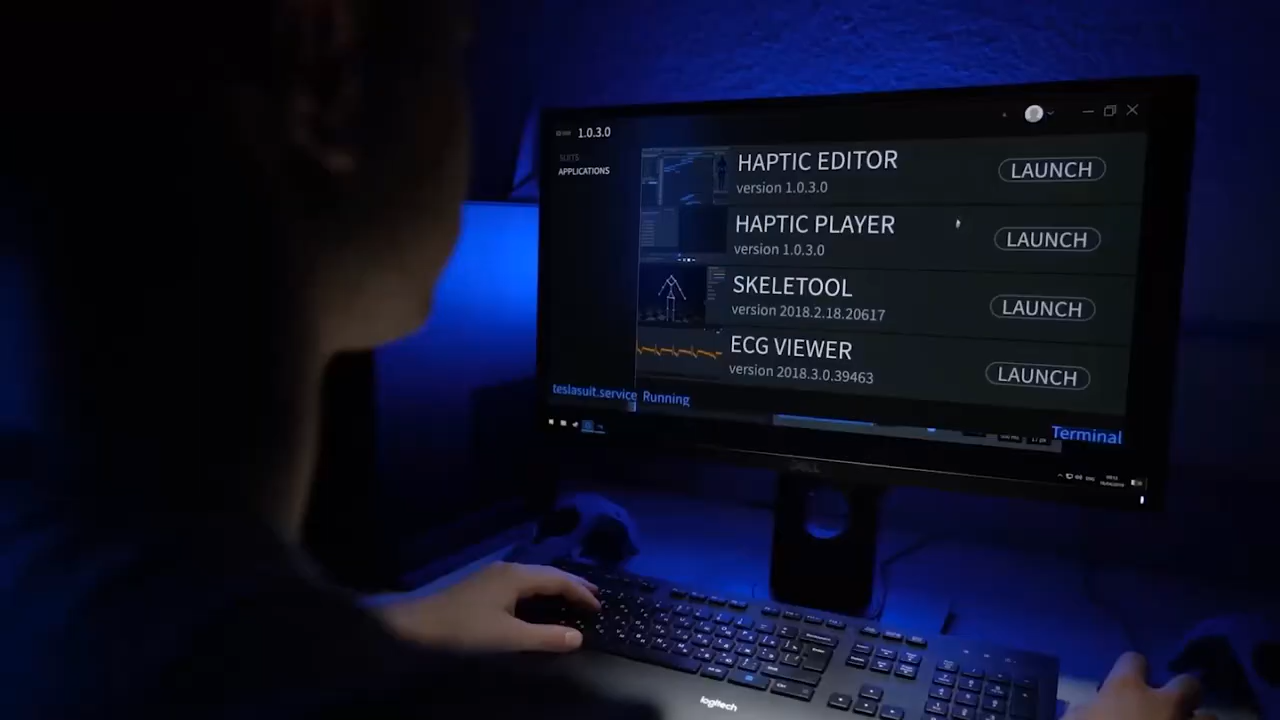 1.0.3.0
SUITS
APPLICATIONS
HAPTIC EDITOR
version 1.0.3.0
LAUNCH
HAPTIC PLAYER
version 1.0.3.0
LAUNCH
SKELETOOL
version 2018.2.18.20617
LAUNCH
ECG VIEWER
version 2018.3.0.39463
LAUNCH
teslasuit.service Running
Terminal
DELL
logitech